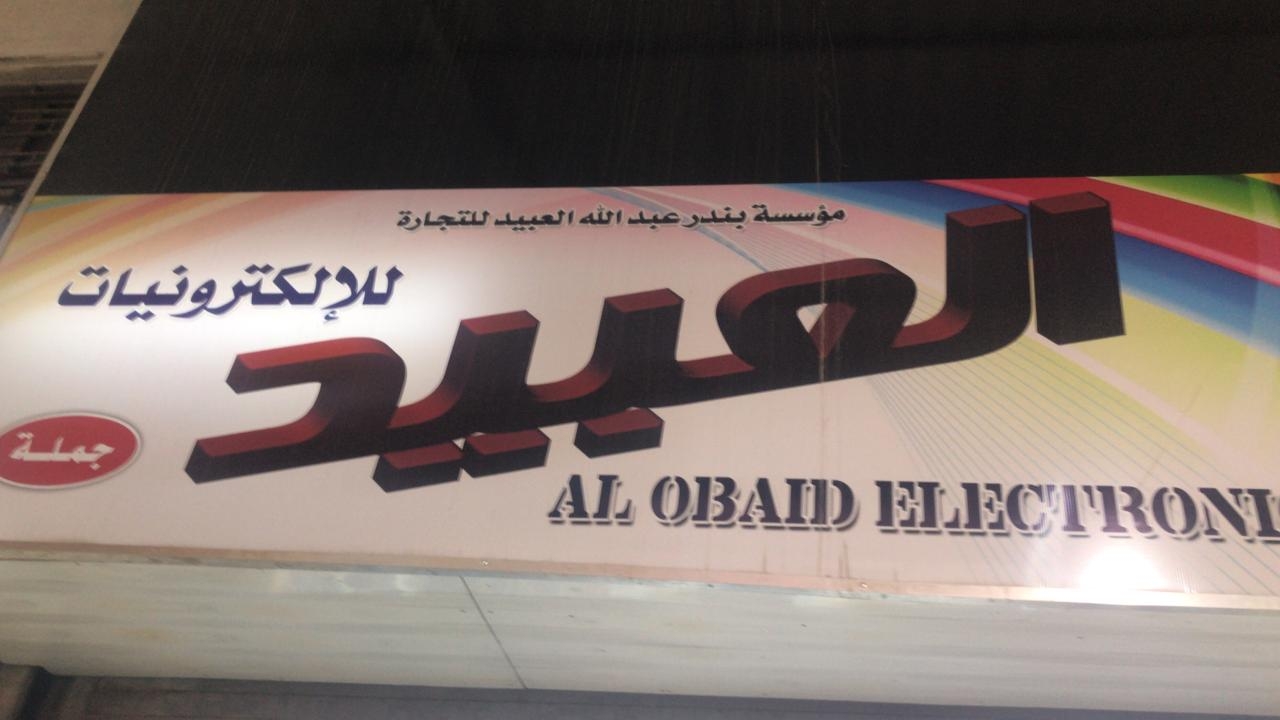 مؤسسة بندر عبد الله العبيد للتجارة
العبيد
للإلكترونيات
جملة
AL OBAID ELECTRONI